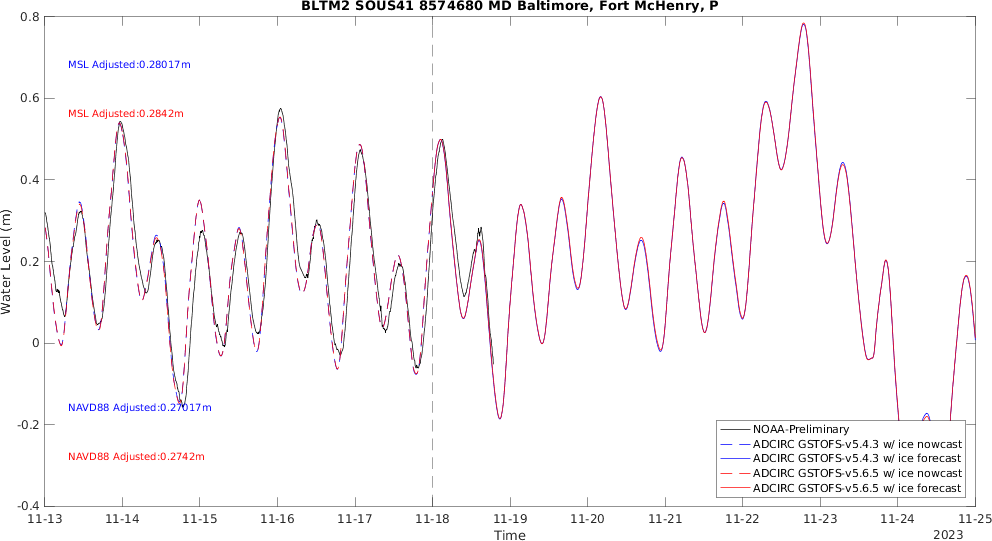 BLTM2 SOUS41 8574680 MD Baltimore, Fort McHenry, P
0.8
0.6
0.4
0.2
0
-0.2
-0.4
Water Level (m)
MSL Adjusted:0.28017m
MSL Adjusted:0.2842m
NAVD88 Adjusted:0.27017m
NAVD88 Adjusted:0.2742m
NOAA-Preliminary
ADCIRC GSTOFS-v5.4.3 w/ ice nowcast
ADCIRC GSTOFS-v5.4.3 w/ ice forecast
ADCIRC GSTOFS-v5.6.5 w/ ice nowcast
ADCIRC GSTOFS-v5.6.5 w/ ice forecast
11-13 11-14 11-15 11-16 11-17 11-18 11-19 11-20 11-21 11-22 11-23 11-24 11-25
Time
2023